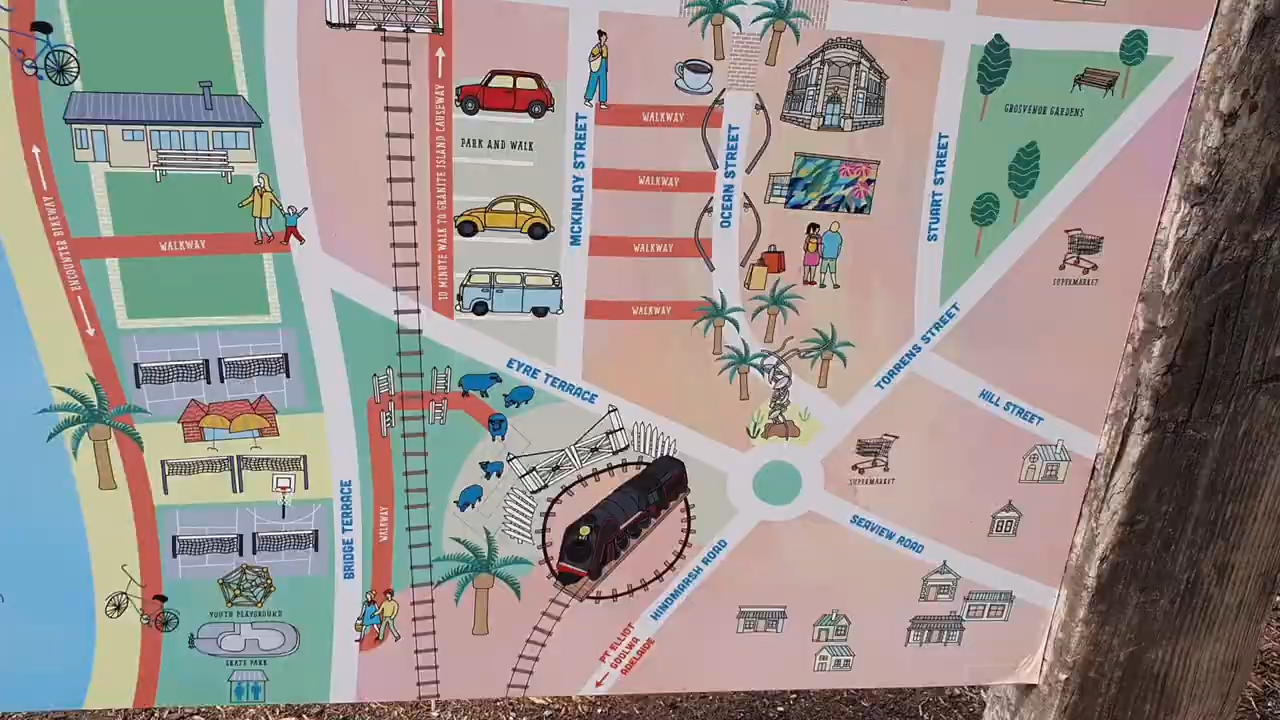 10 MINUTE WALK TO GRANITE ISLAND CAUSEWAY
PARK AND WALK
MCKINLAY STREET
WALKWAY
WALKWAY
WALKWAY
WALKWAY
OCEAN STREET
STUART STREET
GROSVENOR GARDENS
SUPERMARKET
ENCOUNTER BIKEWAY
WALKWAY
EYRE TERRACE
TORRENS STREET
HILL STREET
SUPERMARKET
BRIDGE TERRACE
WALKWAY
SEAVIEW ROAD
HINDMARSH ROAD
YOUTH PLAYGROUND
SKATE PARK
PT ELLIOT
GOOLWA
ADELAIDE